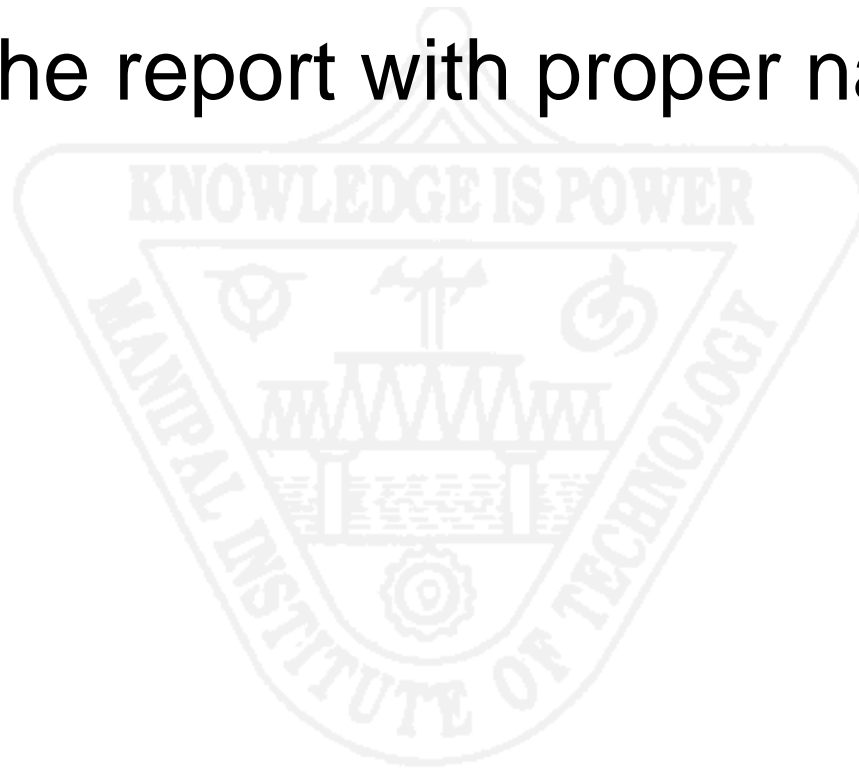 he report with proper na
KNOWLEDGE IS POWER
MANIPAL INSTITUTE OF TECHNOLOGY